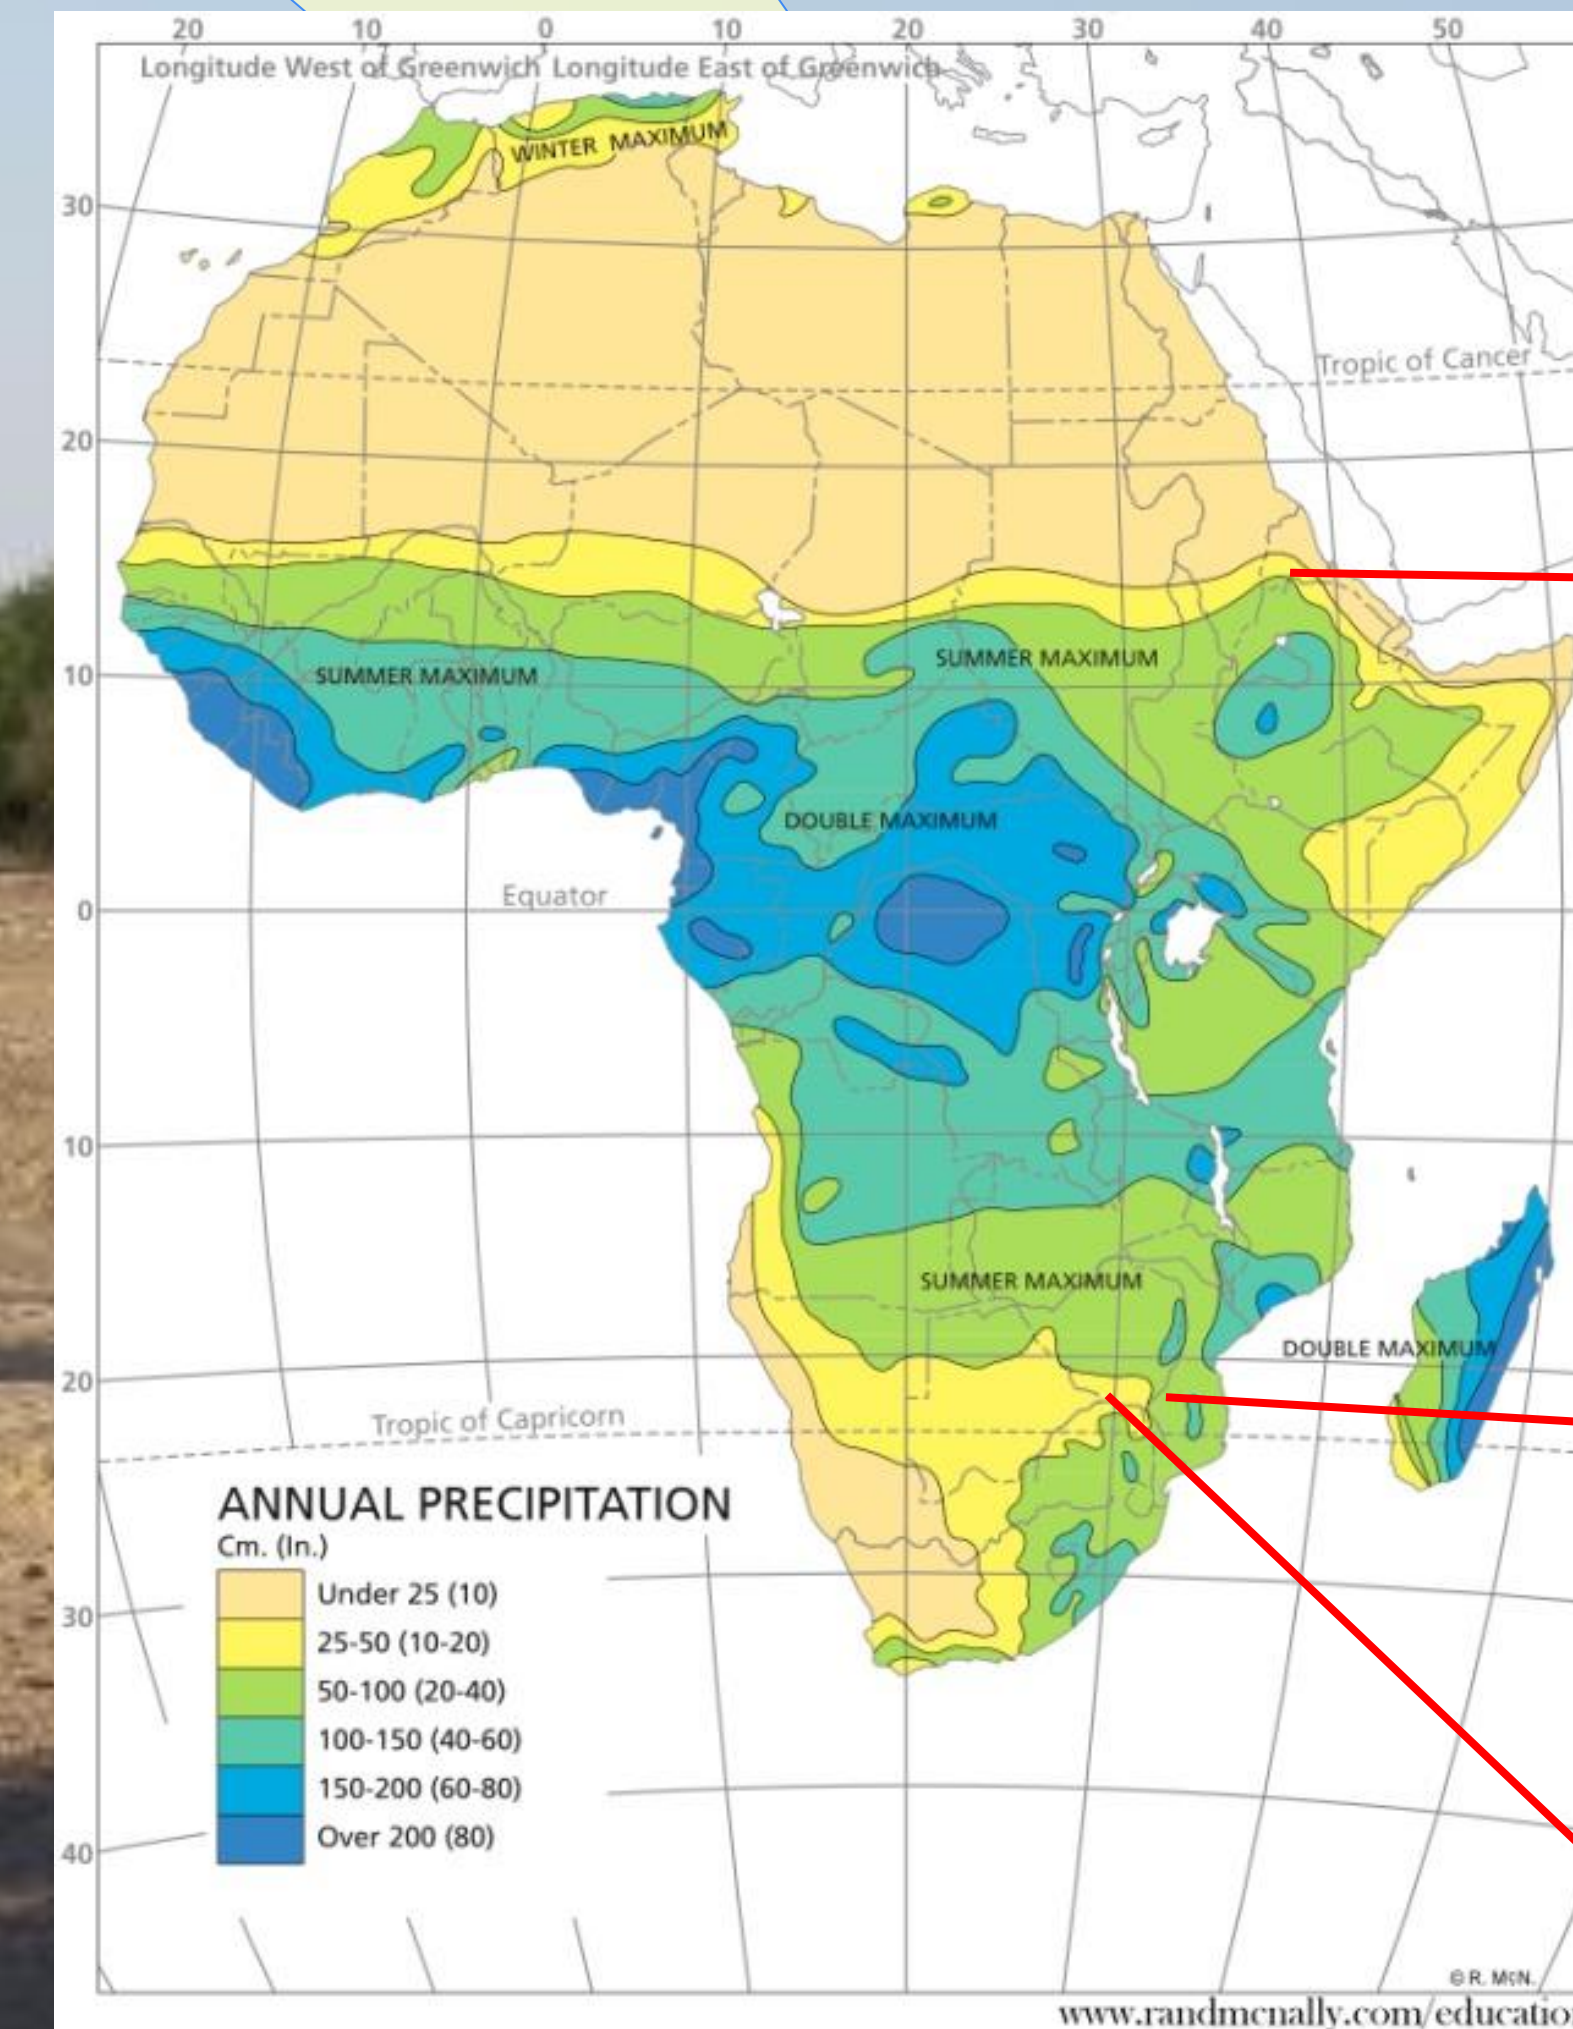 20 10 0 10 20 30 40 50
Longitude West of Greenwich Longitude East of Greenwich
WINTER MAXIMUM
30
Tropic of Cancer
20
SUMMER MAXIMUM
10
SUMMER MAXIMUM
DOUBLE MAXIMUM
Equator
0
10
SUMMER MAXIMUM
DOUBLE MAXIMUM
20
Tropic of Capricorn
ANNUAL PRECIPITATION
Cm. (In.)
Under 25 (10)
30
25-50 (10-20)
50-100 (20-40)
100-150 (40-60)
150-200 (60-80)
Over 200 (80)
40
© R. McN.
www.randmcnally.com/education